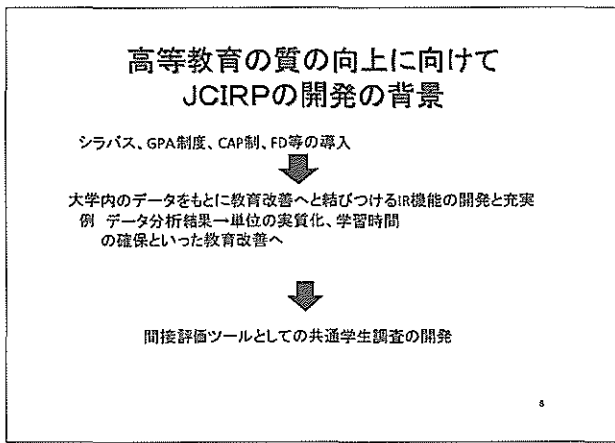 高等教育の質の向上に向けて
JCIRPの開発の背景
シラバス、GPA制度、CAP制、FD等の導入
大学内のデータをもとに教育改善へと結びつけるIR機能の開発と充実
例 データ分析結果→単位の実質化、学習時間
の確保といった教育改善へ
間接評価ツールとしての共通学生調査の開発